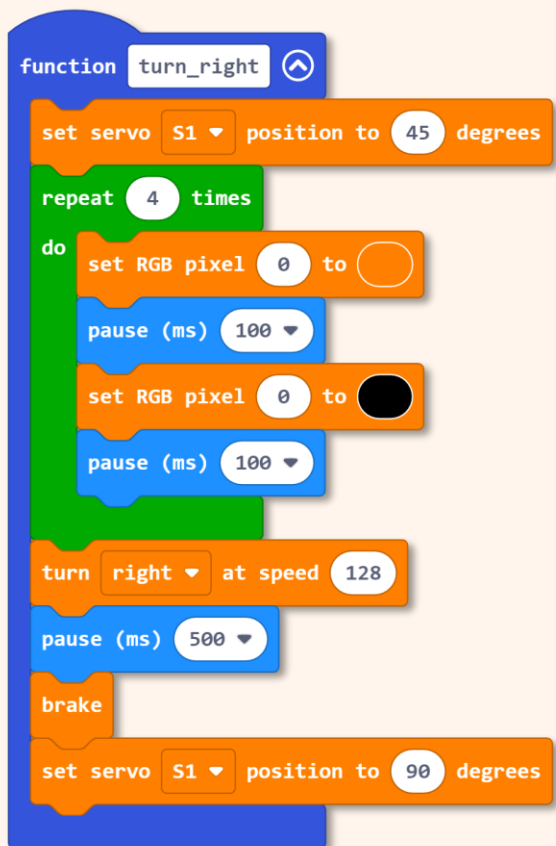 function turn_right
set servo S1 position to 45 degrees
repeat 4 times
do
set RGB pixel 0 to
pause (ms) 100
set RGB pixel 0 to
pause (ms) 100
turn right at speed 128
pause (ms) 500
brake
set servo S1 position to 90 degrees